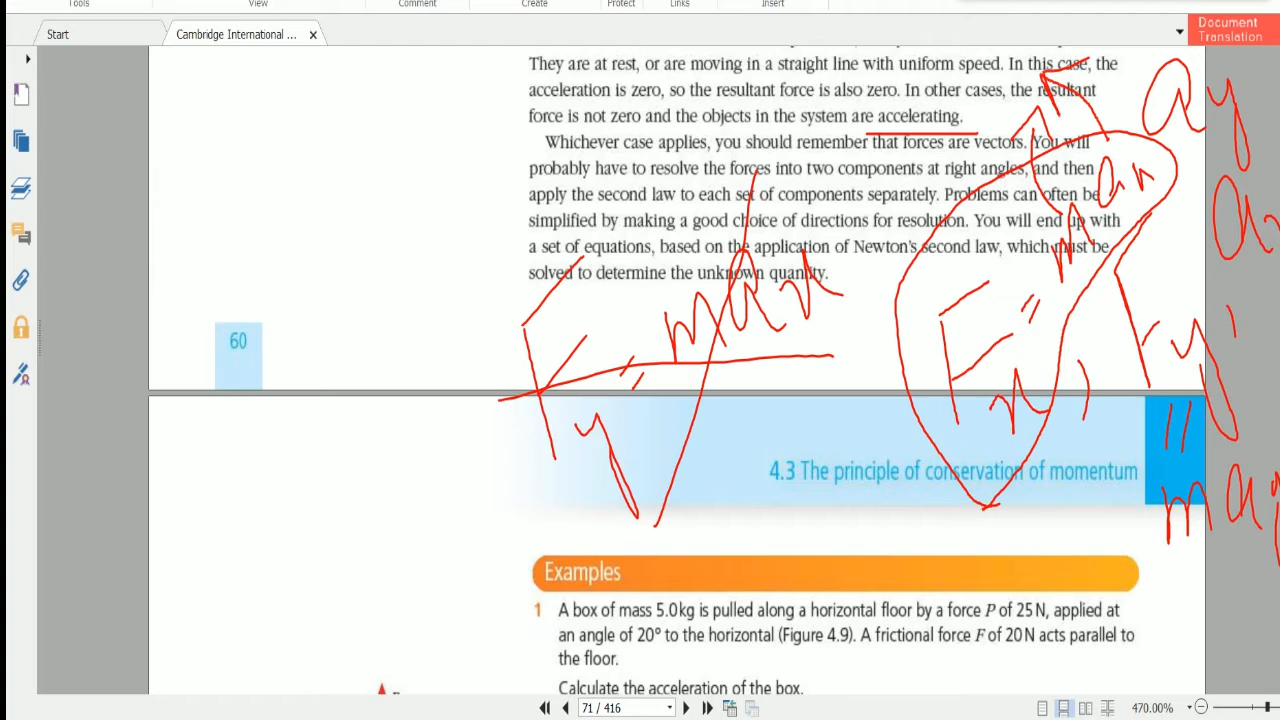 Tools View Comment Create Protect Links Insert
Start Cambridge International ... x Document
Translation
They are at rest, or are moving in a straight line with uniform speed. In this case, the
acceleration is zero, so the resultant force is also zero. In other cases, the resultant
force is not zero and the objects in the system are accelerating.
Whichever case applies, you should remember that forces are vectors. You will
probably have to resolve the forces into two components at right angles, and then
apply the second law to each set of components separately. Problems can often be
simplified by making a good choice of directions for resolution. You will end up with
a set of equations, based on the application of Newton's second law, which must be
solved to determine the unknown quantity.
60
4.3 The principle of conservation of momentum
Examples
1 A box of mass 5.0 kg is pulled along a horizontal floor by a force P of 25 N, applied at
an angle of 20° to the horizontal (Figure 4.9). A frictional force F of 20 N acts parallel to
the floor.
Calculate the acceleration of the box.
71 / 416 470.00%